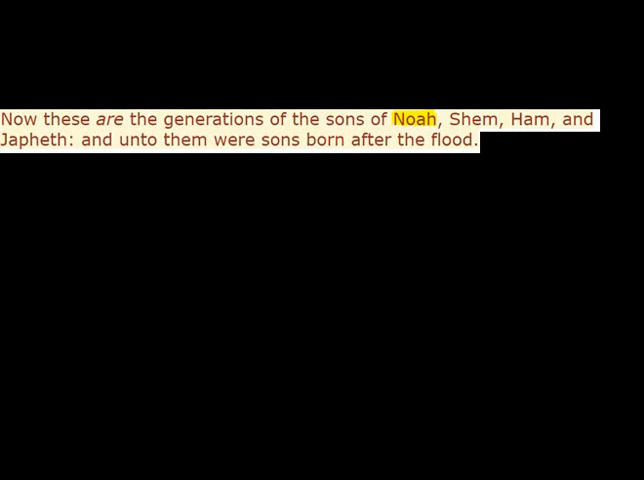 Now these are the generations of the sons of Noah, Shem, Ham, and
Japheth: and unto them were sons born after the flood.